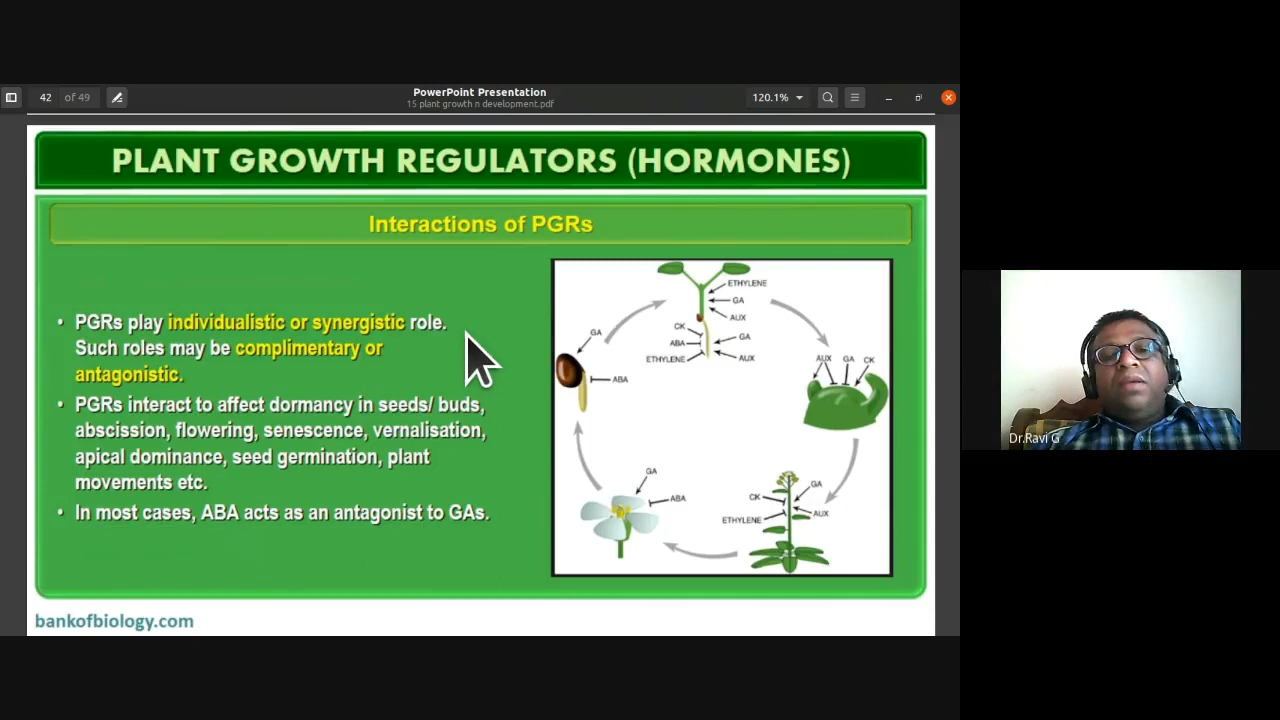 PowerPoint Presentation
42 of 49
15 plant growth n development.pdf
120.1%
PLANT GROWTH REGULATORS (HORMONES)
Interactions of PGRs
• PGRs play individualistic or synergistic role.
Such roles may be complimentary or
antagonistic.
• PGRs interact to affect dormancy in seeds/ buds,
abscission, flowering, senescence, vernalisation,
apical dominance, seed germination, plant
movements etc.
• In most cases, ABA acts as an antagonist to GAs.
ETHYLENE
GA
AUX
CK
ABA
ETHYLENE
GA
AUX
GA
ABA
AUX GA CK
GA
ABA
CK
ETHYLENE
GA
AUX
bankofbiology.com
Dr.Ravi G